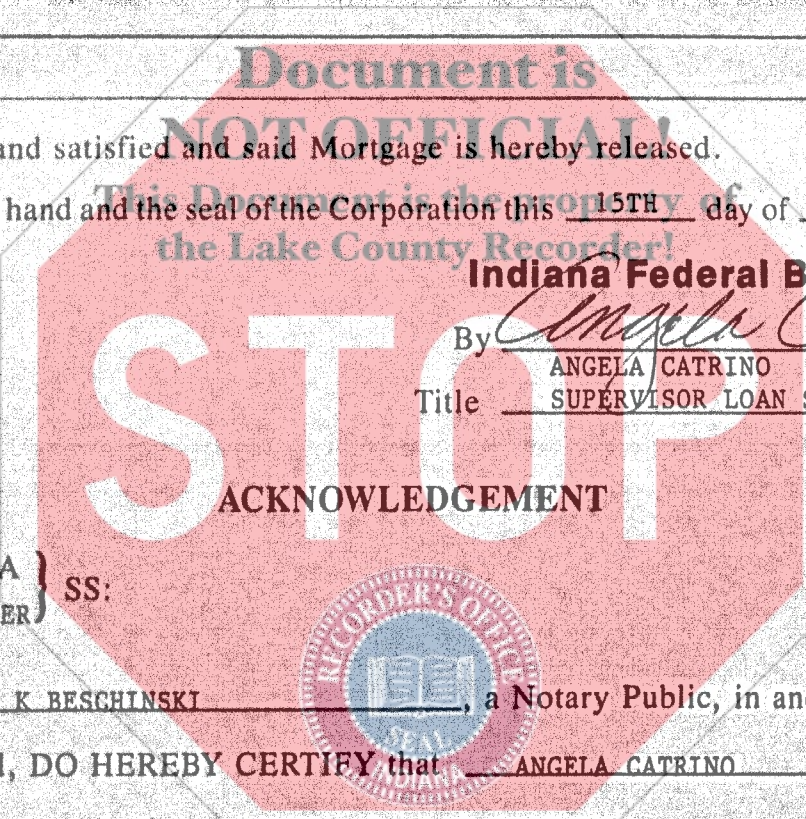 Document is
NOT OFFICIAL!
and satisfied and said Mortgage is hereby released.
This Document is the property of
hand and the seal of the Corporation this 15TH day of
the Lake County Recorder!
Indiana Federal B
By Angela C
ANGELA CATRINO
Title SUPERVISOR LOAN S
STOP
ACKNOWLEDGEMENT
A } SS:
ER
RECORDER'S OFFICE
SEAL
INDIANA
K BESCHINSKI, a Notary Public, in an
, DO HEREBY CERTIFY that ANGELA CATRINO